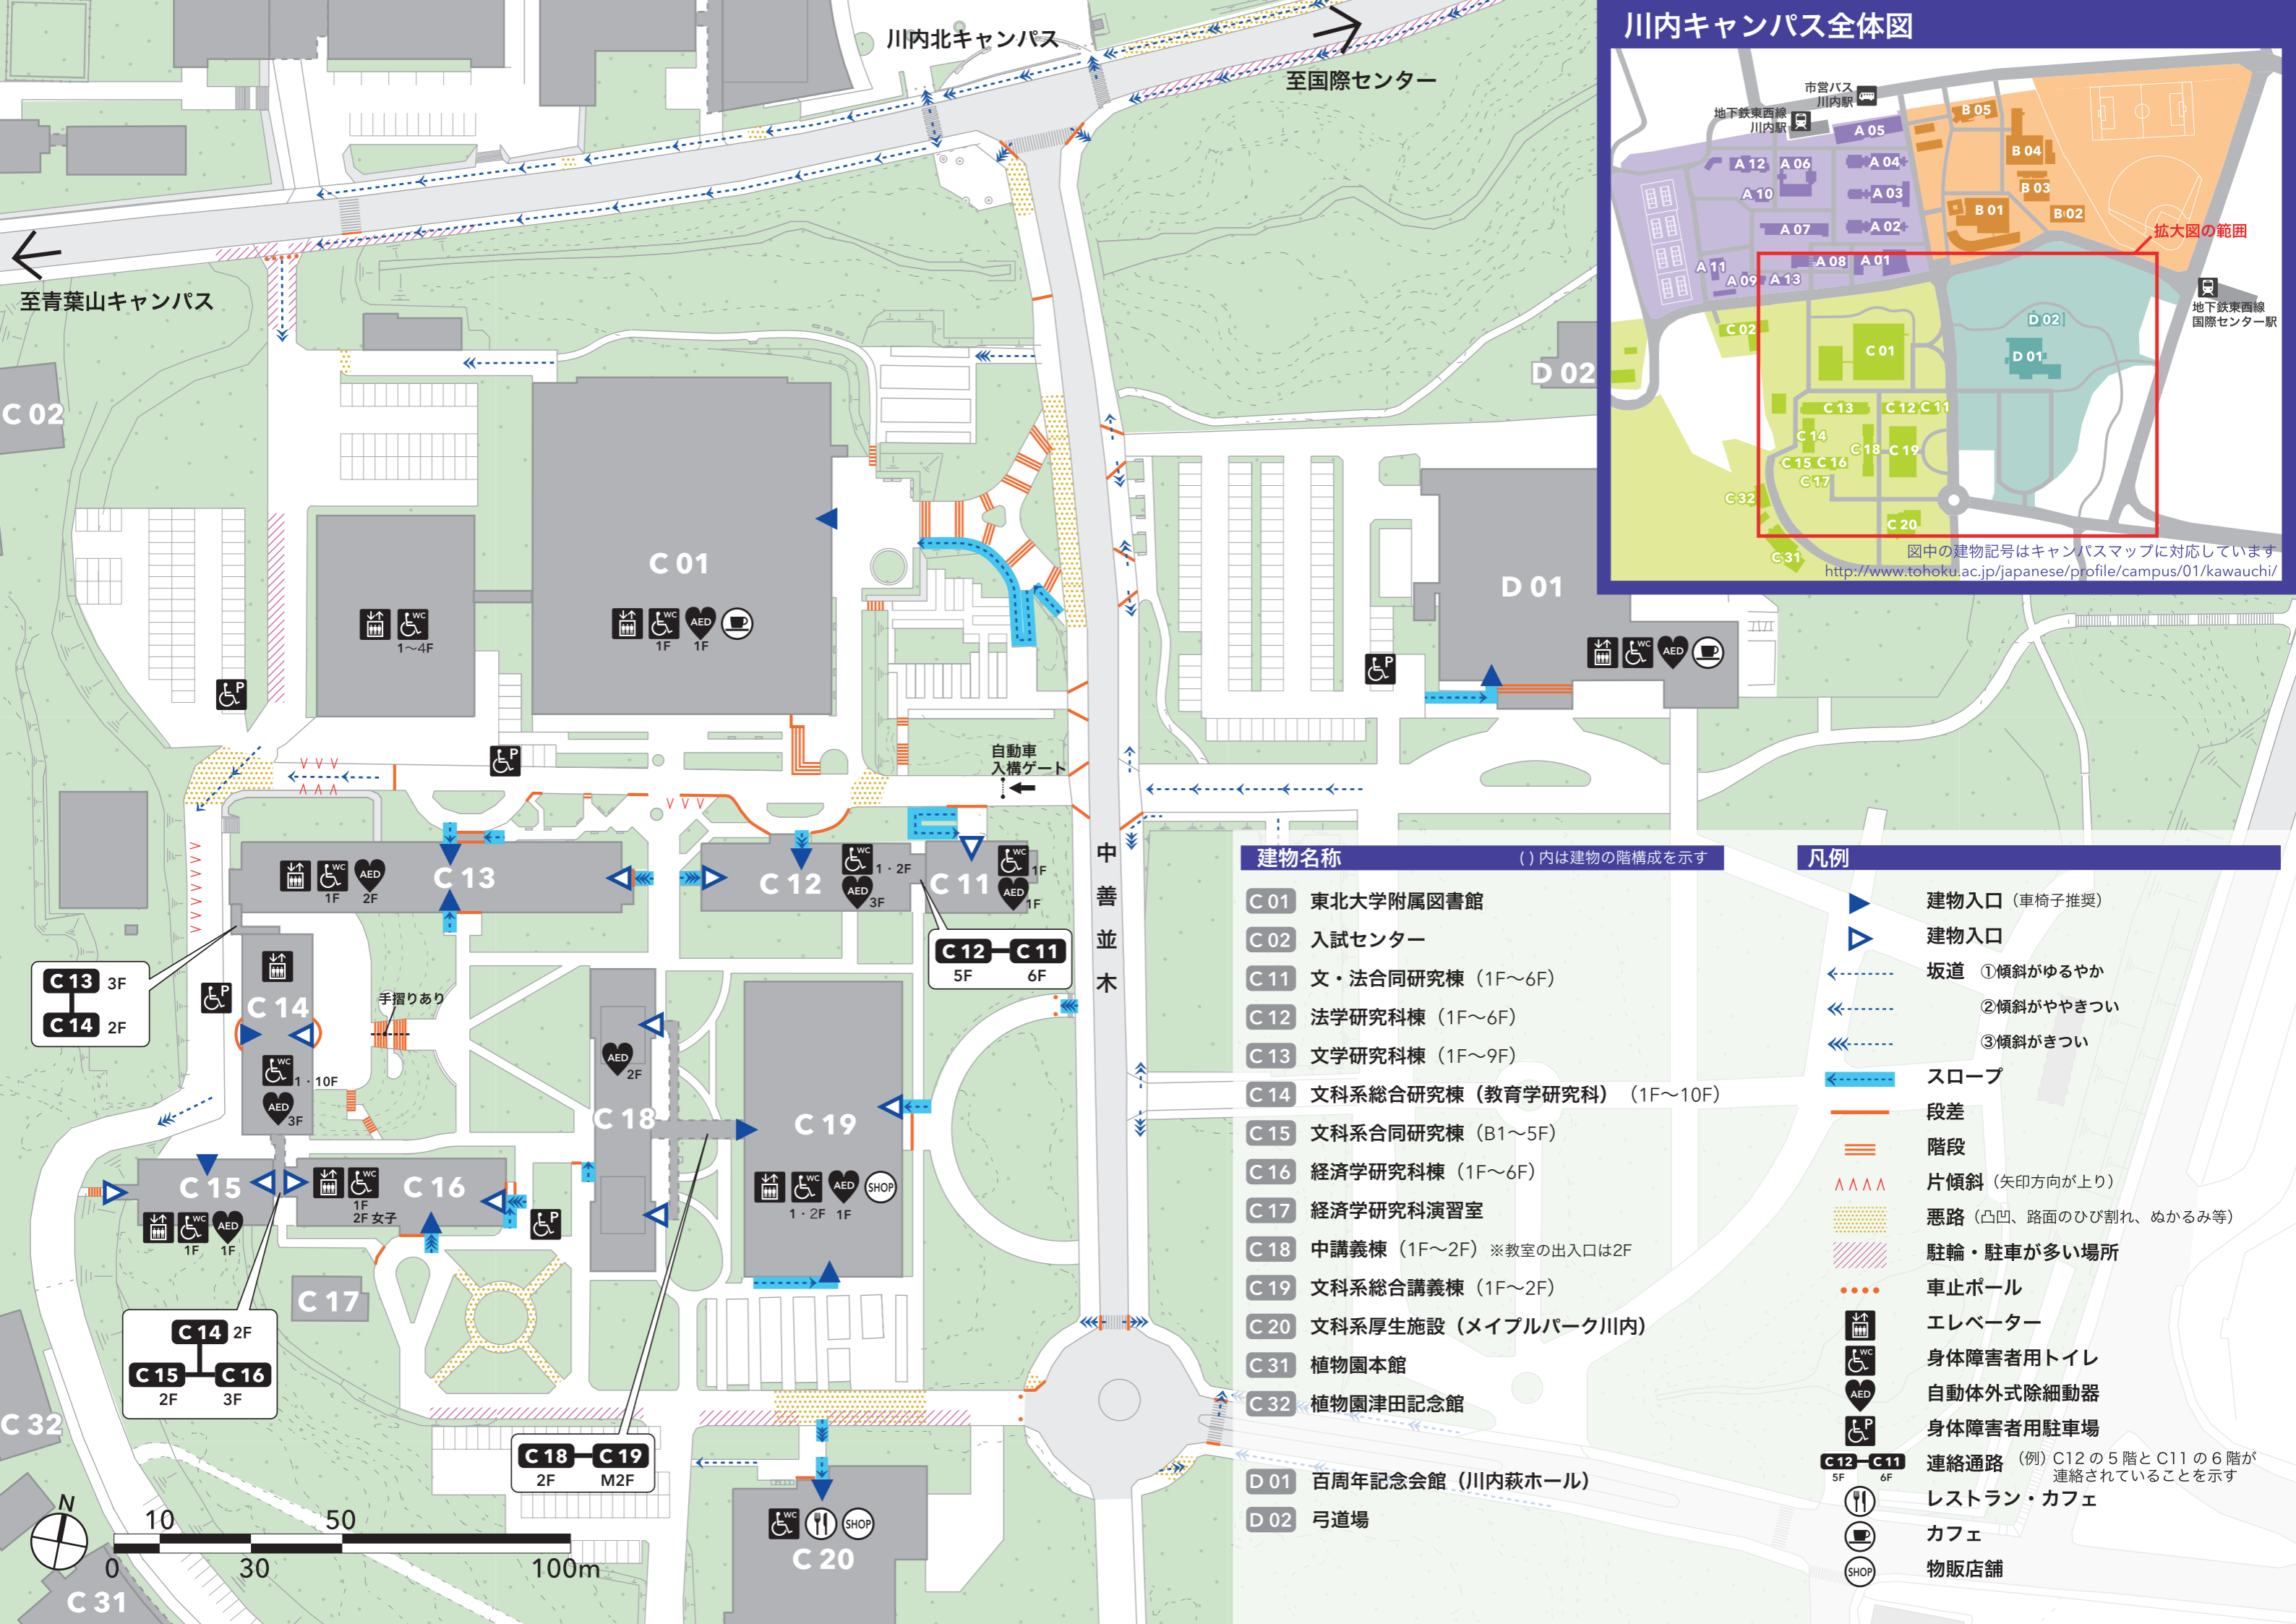 川内北キャンパス
至国際センター
至青葉山キャンパス
C 02
C 01
1〜4F
WC
WC
1F
AED
1F
P
P
自動車
入構ゲート
D 02
D 01
WC
AED
P
中善並木
C 13
WC
1F
AED
2F
C 12
WC
1・2F
AED
3F
C 11
WC
1F
AED
1F
C 12 C 11
5F 6F
C 13 3F
C 14 2F
P
C 14
WC
1・10F
AED
3F
手摺りあり
AED
2F
C 18
C 19
WC
1・2F
AED
1F
SHOP
C 15
WC
1F
AED
1F
C 16
WC
1F
2F 女子
P
C 17
C 14 2F
C 15 C 16
2F 3F
C 18 C 19
2F M2F
C 32
C 31
WC
SHOP
C 20
N
10 50
0 30 100m
川内キャンパス全体図
市営バス
川内駅
地下鉄東西線
川内駅
A 05
A 12
A 06
A 04
A 10
A 03
A 07
A 02
A 11
A 08
A 01
A 09
A 13
B 05
B 04
B 03
B 01
B 02
拡大図の範囲
地下鉄東西線
国際センター駅
C 02
C 01
D 02
D 01
C 13
C 12
C 11
C 14
C 18
C 19
C 15
C 16
C 17
C 32
C 20
C 31
図中の建物記号はキャンパスマップに対応しています
http://www.tohoku.ac.jp/japanese/profile/campus/01/kawauchi/
建物名称 ( ) 内は建物の階構成を示す
C 01 東北大学附属図書館
C 02 入試センター
C 11 文・法合同研究棟（1F〜6F）
C 12 法学研究科棟（1F〜6F）
C 13 文学研究科棟（1F〜9F）
C 14 文科系総合研究棟（教育学研究科）（1F〜10F）
C 15 文科系合同研究棟（B1〜5F）
C 16 経済学研究科棟（1F〜6F）
C 17 経済学研究科演習室
C 18 中講義棟（1F〜2F）※教室の出入口は2F
C 19 文科系総合講義棟（1F〜2F）
C 20 文科系厚生施設（メイプルパーク川内）
C 31 植物園本館
C 32 植物園津田記念館
D 01 百周年記念会館（川内萩ホール）
D 02 弓道場
凡例
建物入口（車椅子推奨）
建物入口
坂道 ①傾斜がゆるやか
②傾斜がややきつい
③傾斜がきつい
スロープ
段差
階段
片傾斜（矢印方向が上り）
悪路（凸凹、路面のひび割れ、ぬかるみ等）
駐輪・駐車が多い場所
車止ポール
エレベーター
WC 身体障害者用トイレ
AED 自動体外式除細動器
P 身体障害者用駐車場
C 12 C 11 連絡通路 （例）C12 の 5 階と C11 の 6 階が
5F 6F 連絡されていることを示す
レストラン・カフェ
カフェ
SHOP 物販店舗